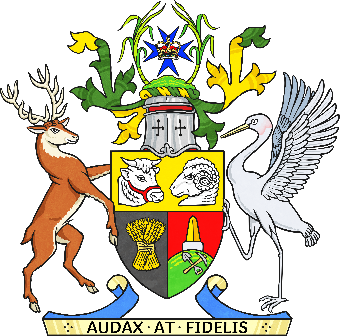 AUDAX · AT · FIDELIS